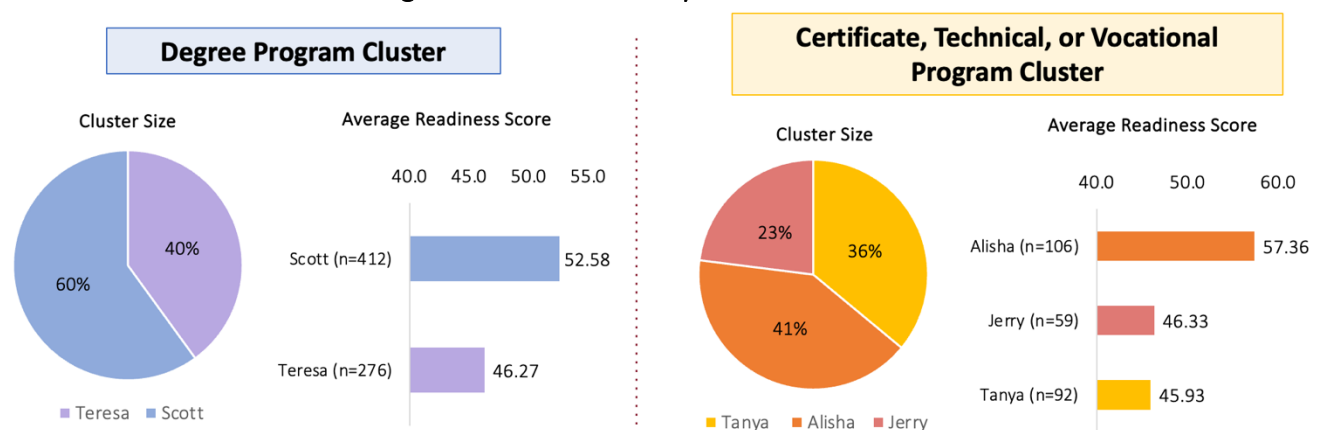 Degree Program Cluster
Cluster Size
Average Readiness Score
40.0 45.0 50.0 55.0
40%
60%
Scott (n=412)
52.58
Teresa (n=276)
46.27
Teresa Scott
Certificate, Technical, or Vocational
Program Cluster
Cluster Size
Average Readiness Score
40.0 50.0 60.0
23%
36%
41%
Alisha (n=106)
57.36
Jerry (n=59)
46.33
Tanya (n=92)
45.93
Tanya Alisha Jerry